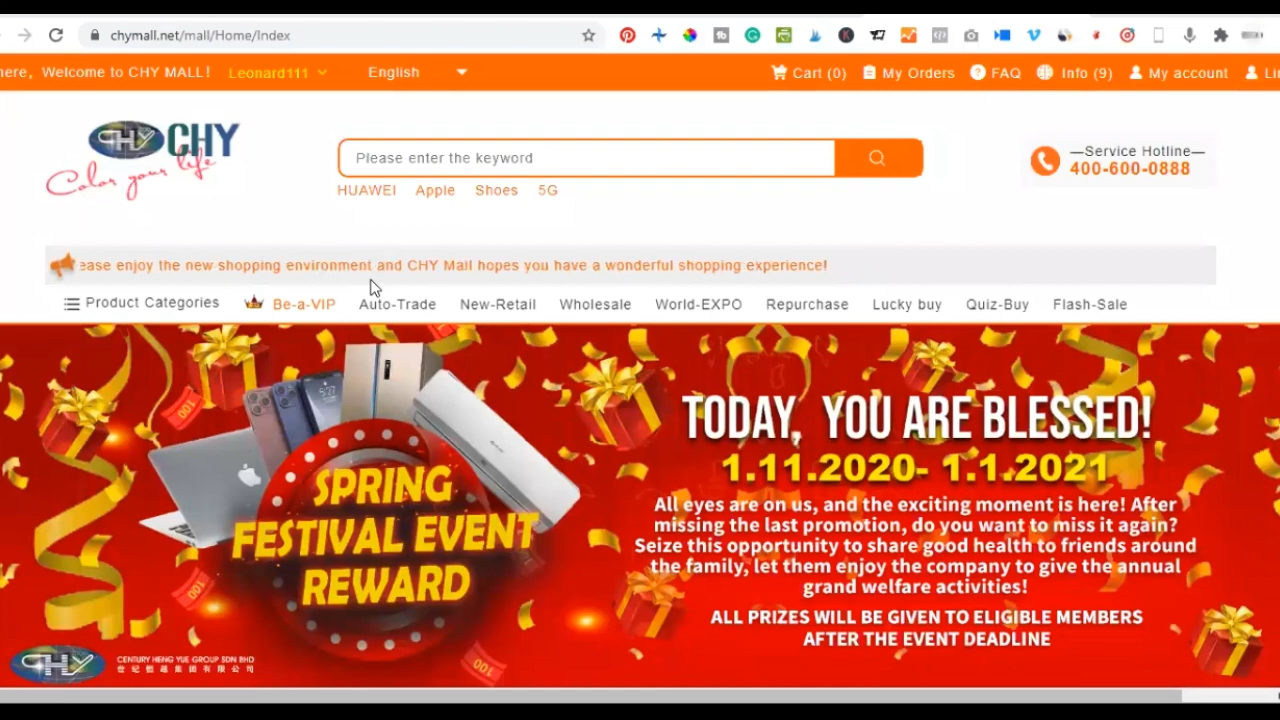 chymall.net/mall/Home/Index
here, Welcome to CHY MALL! Leonard111 English Cart (0) My Orders FAQ Info (9) My account
CHY CHY
Color your life
Please enter the keyword
HUAWEI Apple Shoes 5G
—Service Hotline—
400-600-0888
ease enjoy the new shopping environment and CHY Mall hopes you have a wonderful shopping experience!
Product Categories Be-a-VIP Auto-Trade New-Retail Wholesale World-EXPO Repurchase Lucky buy Quiz-Buy Flash-Sale
SPRING
FESTIVAL EVENT
REWARD
TODAY, YOU ARE BLESSED!
1.11.2020- 1.1.2021
All eyes are on us, and the exciting moment is here! After
missing the last promotion, do you want to miss it again?
Seize this opportunity to share good health to friends around
the family, let them enjoy the company to give the annual
grand welfare activities!
ALL PRIZES WILL BE GIVEN TO ELIGIBLE MEMBERS
AFTER THE EVENT DEADLINE
100
100
100
5:27
CHY CENTURY HENG YUE GROUP SDN BHD
世纪恒越集团有限公司